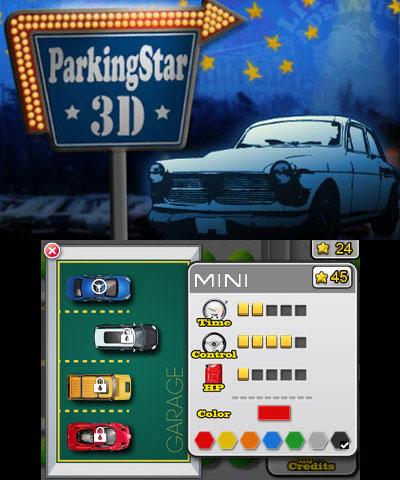 ParkingStar
3D
24
MINI
45
Time
Control
HP
Color
GARAGE
Credits